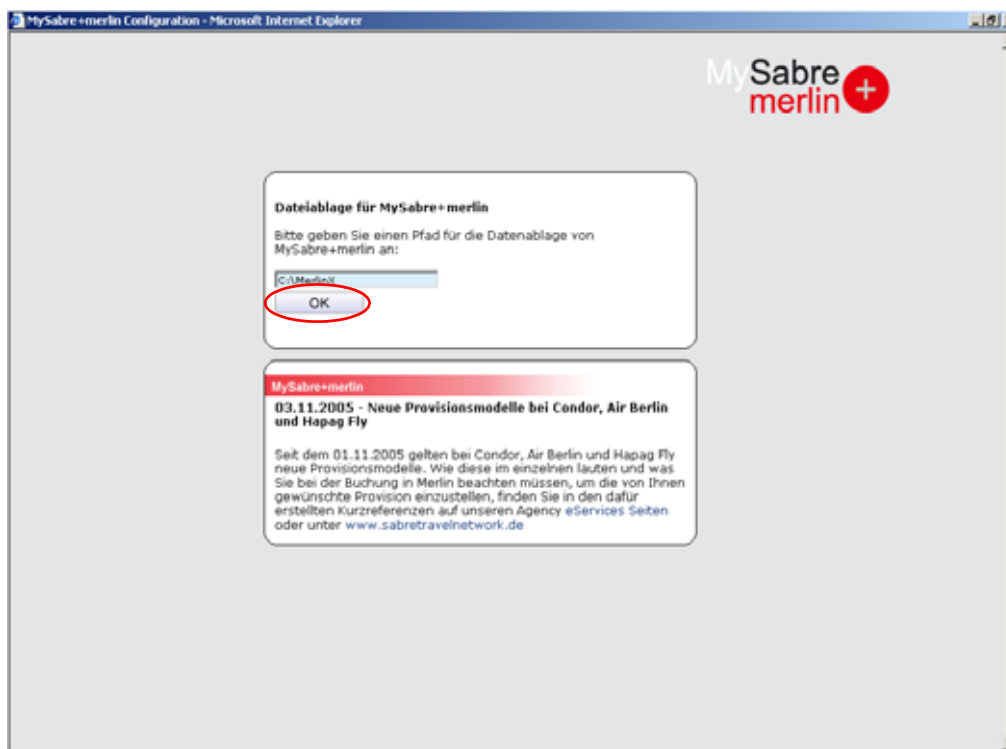 MySabre+merlin Configuration - Microsoft Internet Explorer
MySabre
merlin +
Dateiablage für MySabre+merlin
Bitte geben Sie einen Pfad für die Datenablage von
MySabre+merlin an:
C:\MerlinX
OK
MySabre+merlin
03.11.2005 - Neue Provisionsmodelle bei Condor, Air Berlin
und Hapag Fly
Seit dem 01.11.2005 gelten bei Condor, Air Berlin und Hapag Fly
neue Provisionsmodelle. Wie diese im einzelnen lauten und was
Sie bei der Buchung in Merlin beachten müssen, um die von Ihnen
gewünschte Provision einzustellen, finden Sie in den dafür
erstellten Kurzreferenzen auf unseren Agency eServices Seiten
oder unter www.sabretravelnetwork.de